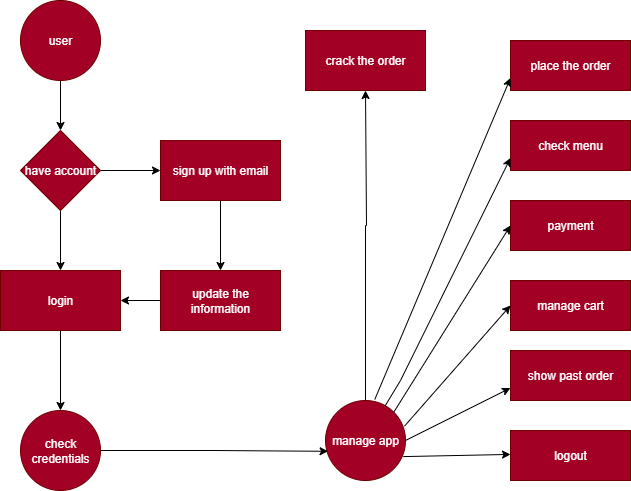 user
have account
sign up with email
login
update the
information
check
credentials
manage app
crack the order
place the order
check menu
payment
manage cart
show past order
logout